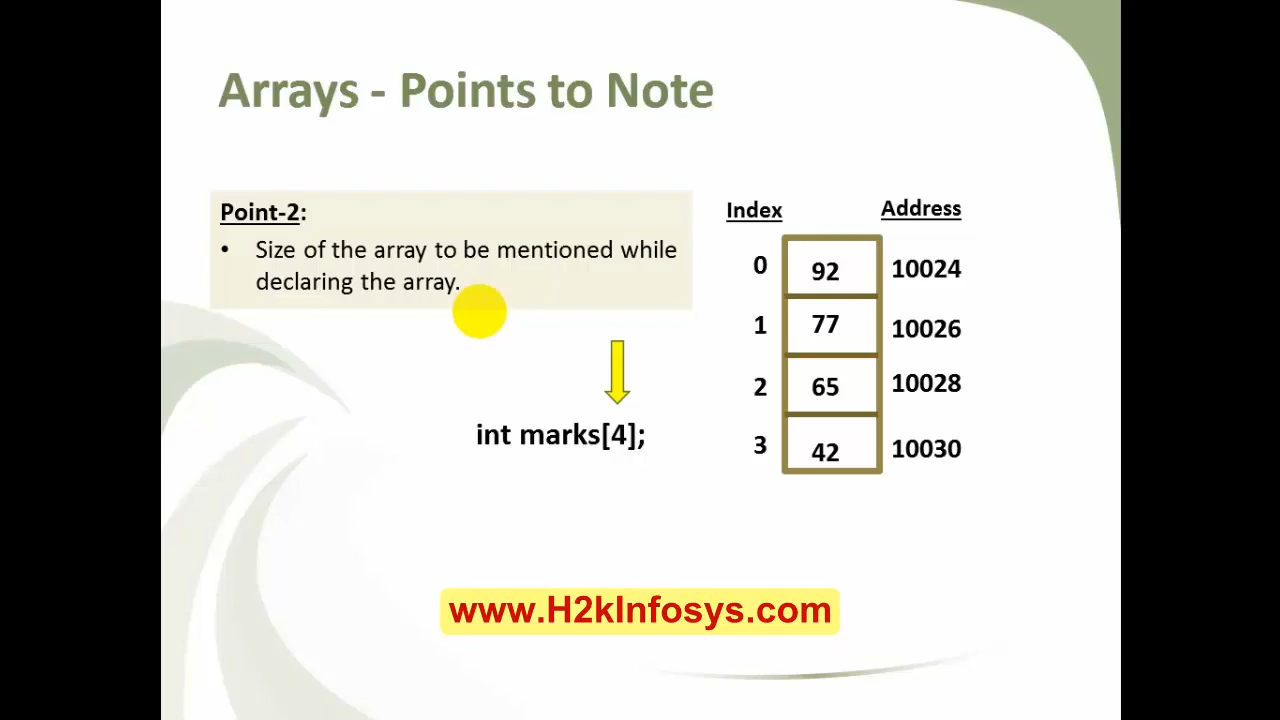 Arrays - Points to Note
Point-2:
• Size of the array to be mentioned while
declaring the array.
int marks[4];
Index Address
0 92 10024
1 77 10026
2 65 10028
3 42 10030
www.H2kInfosys.com